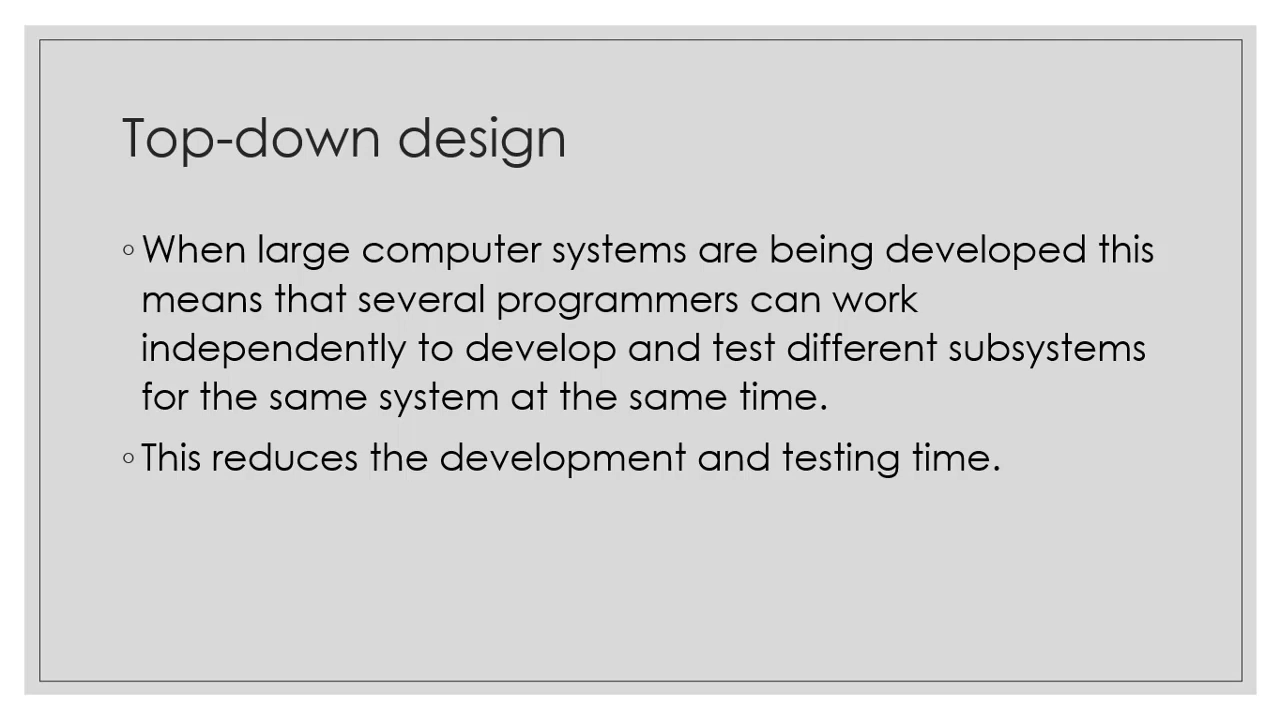 Top-down design
◦ When large computer systems are being developed this
means that several programmers can work
independently to develop and test different subsystems
for the same system at the same time.
◦ This reduces the development and testing time.